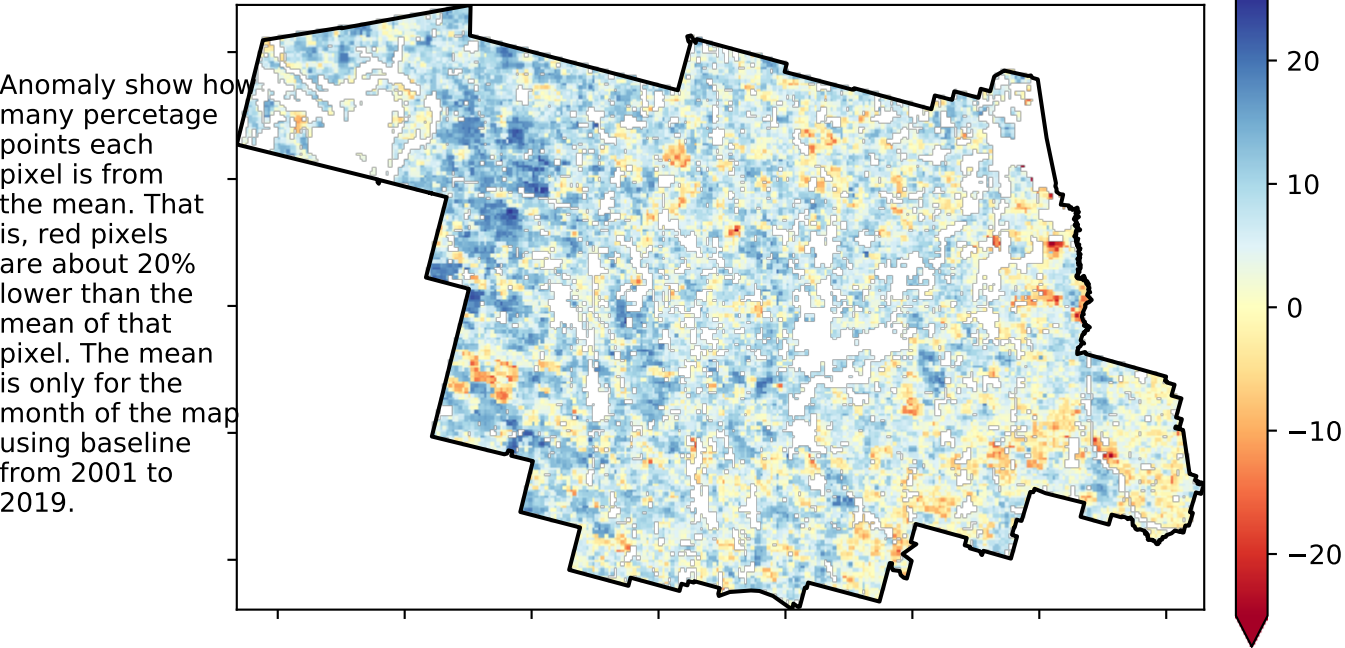 Anomaly show how
many percetage
points each
pixel is from
the mean. That
is, red pixels
are about 20%
lower than the
mean of that
pixel. The mean
is only for the
month of the map
using baseline
from 2001 to
2019.
20
10
0
−10
−20